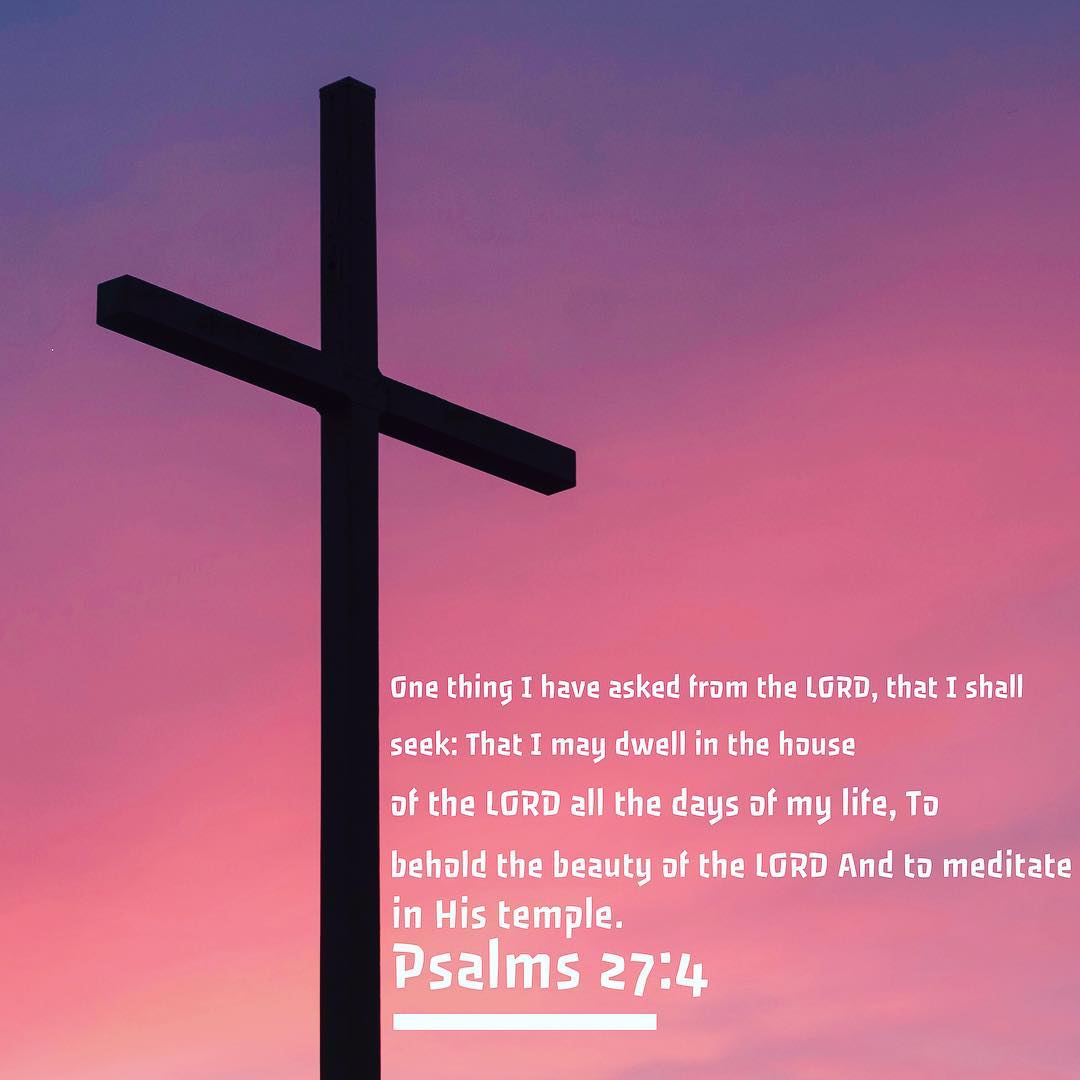 One thing I have asked from the LORD, that I shall
seek: That I may dwell in the house
of the LORD all the days of my life, To
behold the beauty of the LORD And to meditate
in His temple.
Psalms 27:4